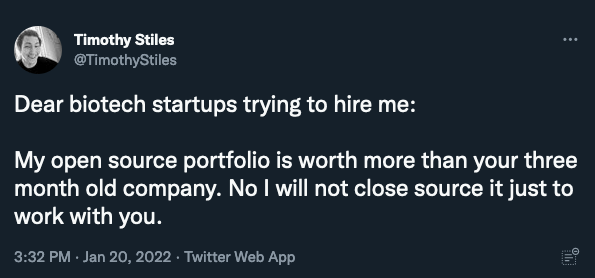 Timothy Stiles
@TimothyStiles
Dear biotech startups trying to hire me:
My open source portfolio is worth more than your three
month old company. No I will not close source it just to
work with you.
3:32 PM · Jan 20, 2022 · Twitter Web App